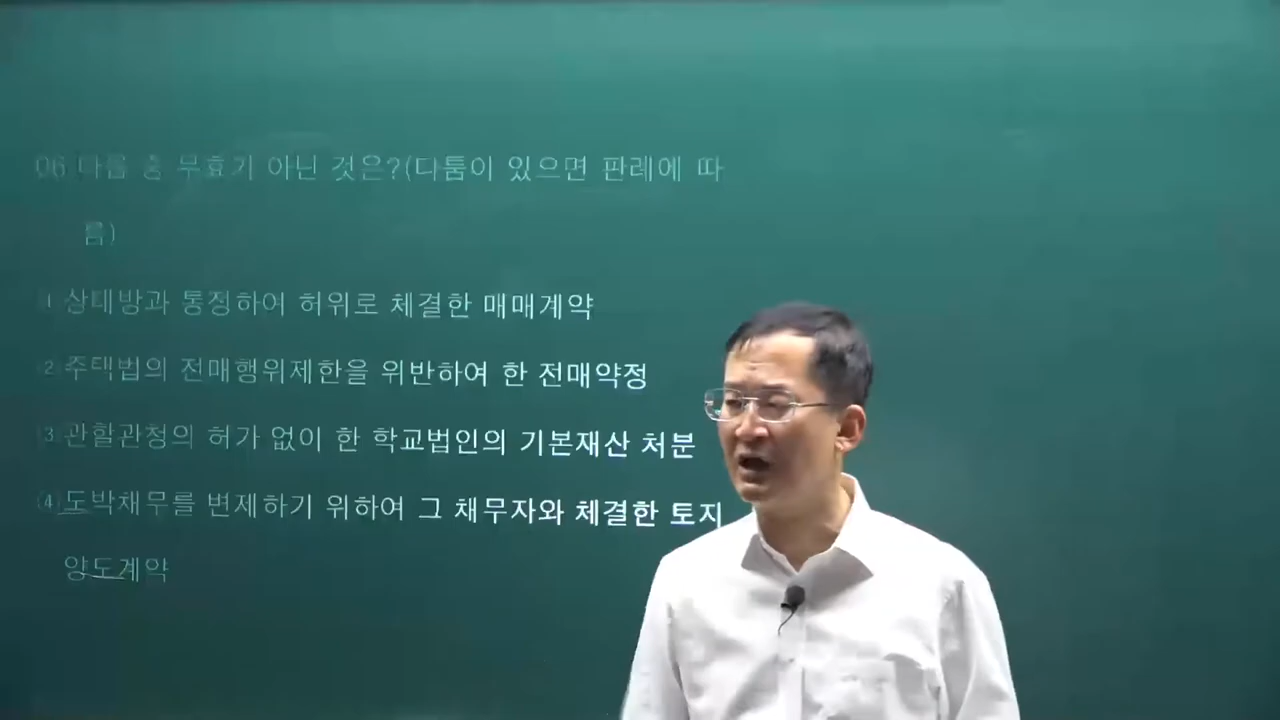 06 다음 중 무효가 아닌 것은?(다툼이 있으면 판례에 따
름)
① 상대방과 통정하여 허위로 체결한 매매계약
② 주택법의 전매행위제한을 위반하여 한 전매약정
③ 관할관청의 허가 없이 한 학교법인의 기본재산 처분
④ 도박채무를 변제하기 위하여 그 채무자와 체결한 토지
양도계약